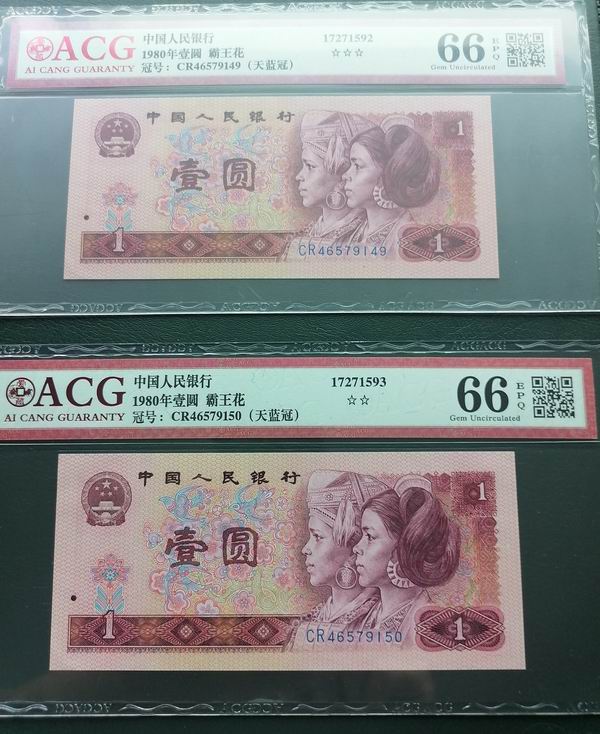 ACG
AI CANG GUARANTY
中国人民银行
1980年壹圆 霸王花
冠号：CR46579149（天蓝冠）
17271592
☆☆☆
66
EPQ
Gem Uncirculated
中国人民银行
壹圆
1
1
CR46579149
1
ACGACG
ACGACG
ACG
AI CANG GUARANTY
中国人民银行
1980年壹圆 霸王花
冠号：CR46579150（天蓝冠）
17271593
☆☆
66
EPQ
Gem Uncirculated
中国人民银行
壹圆
1
1
CR46579150
1